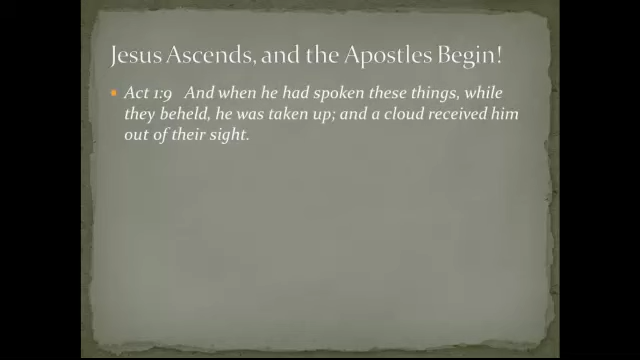 Jesus Ascends, and the Apostles Begin!
Act 1:9 And when he had spoken these things, while
they beheld, he was taken up; and a cloud received him
out of their sight.